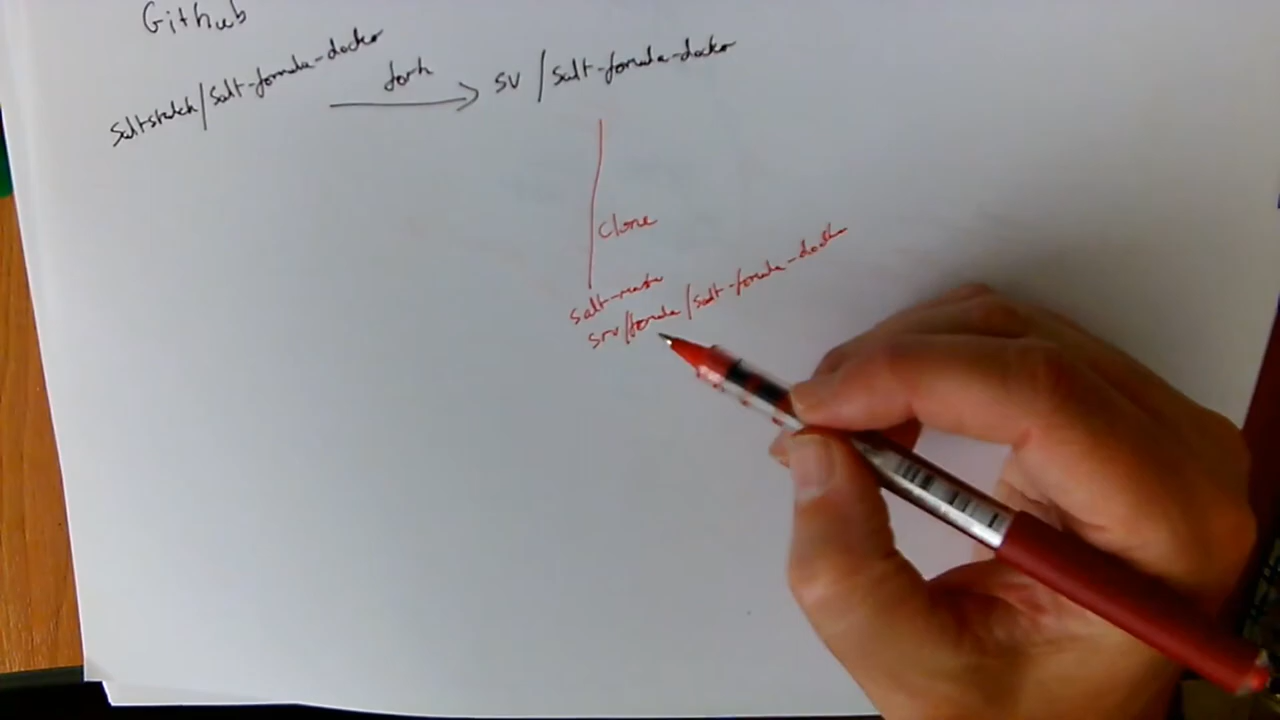 Github
Saltstack/salt-formula-docker
fork
SV/salt-formula-docker
clone
salt-master
srv/formula/salt-formula-docker